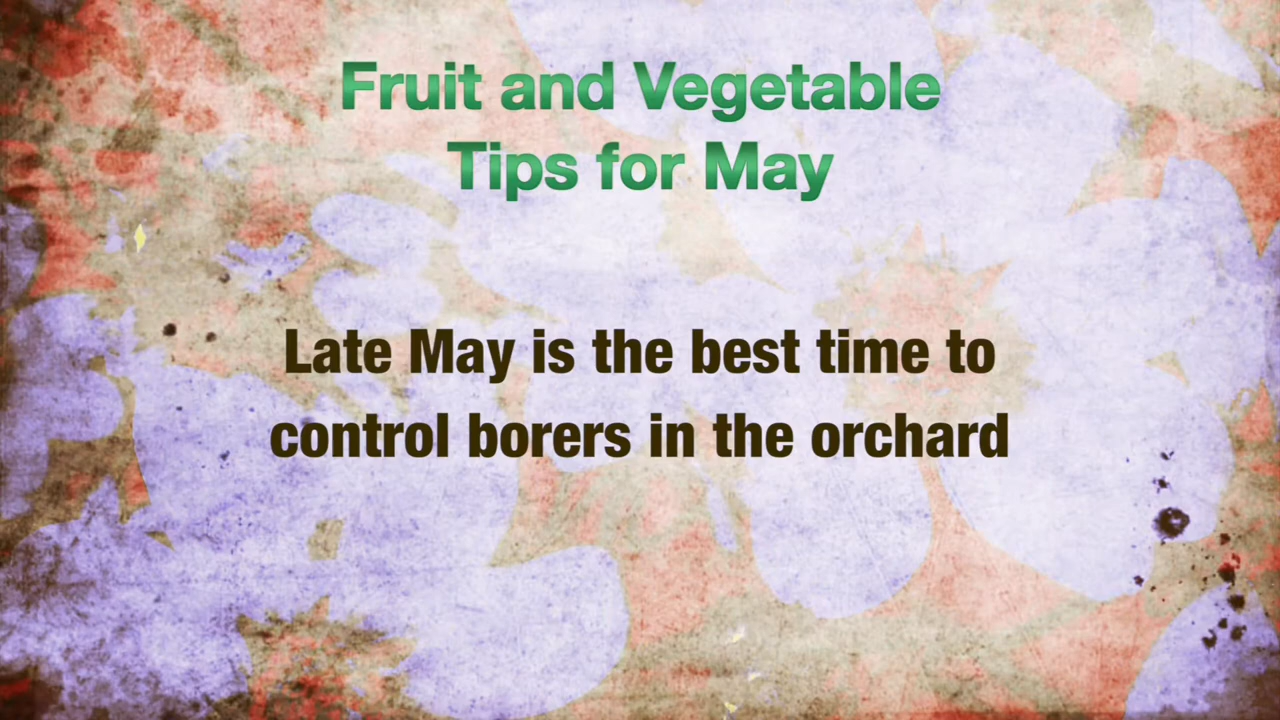 Fruit and Vegetable
Tips for May
Late May is the best time to
control borers in the orchard